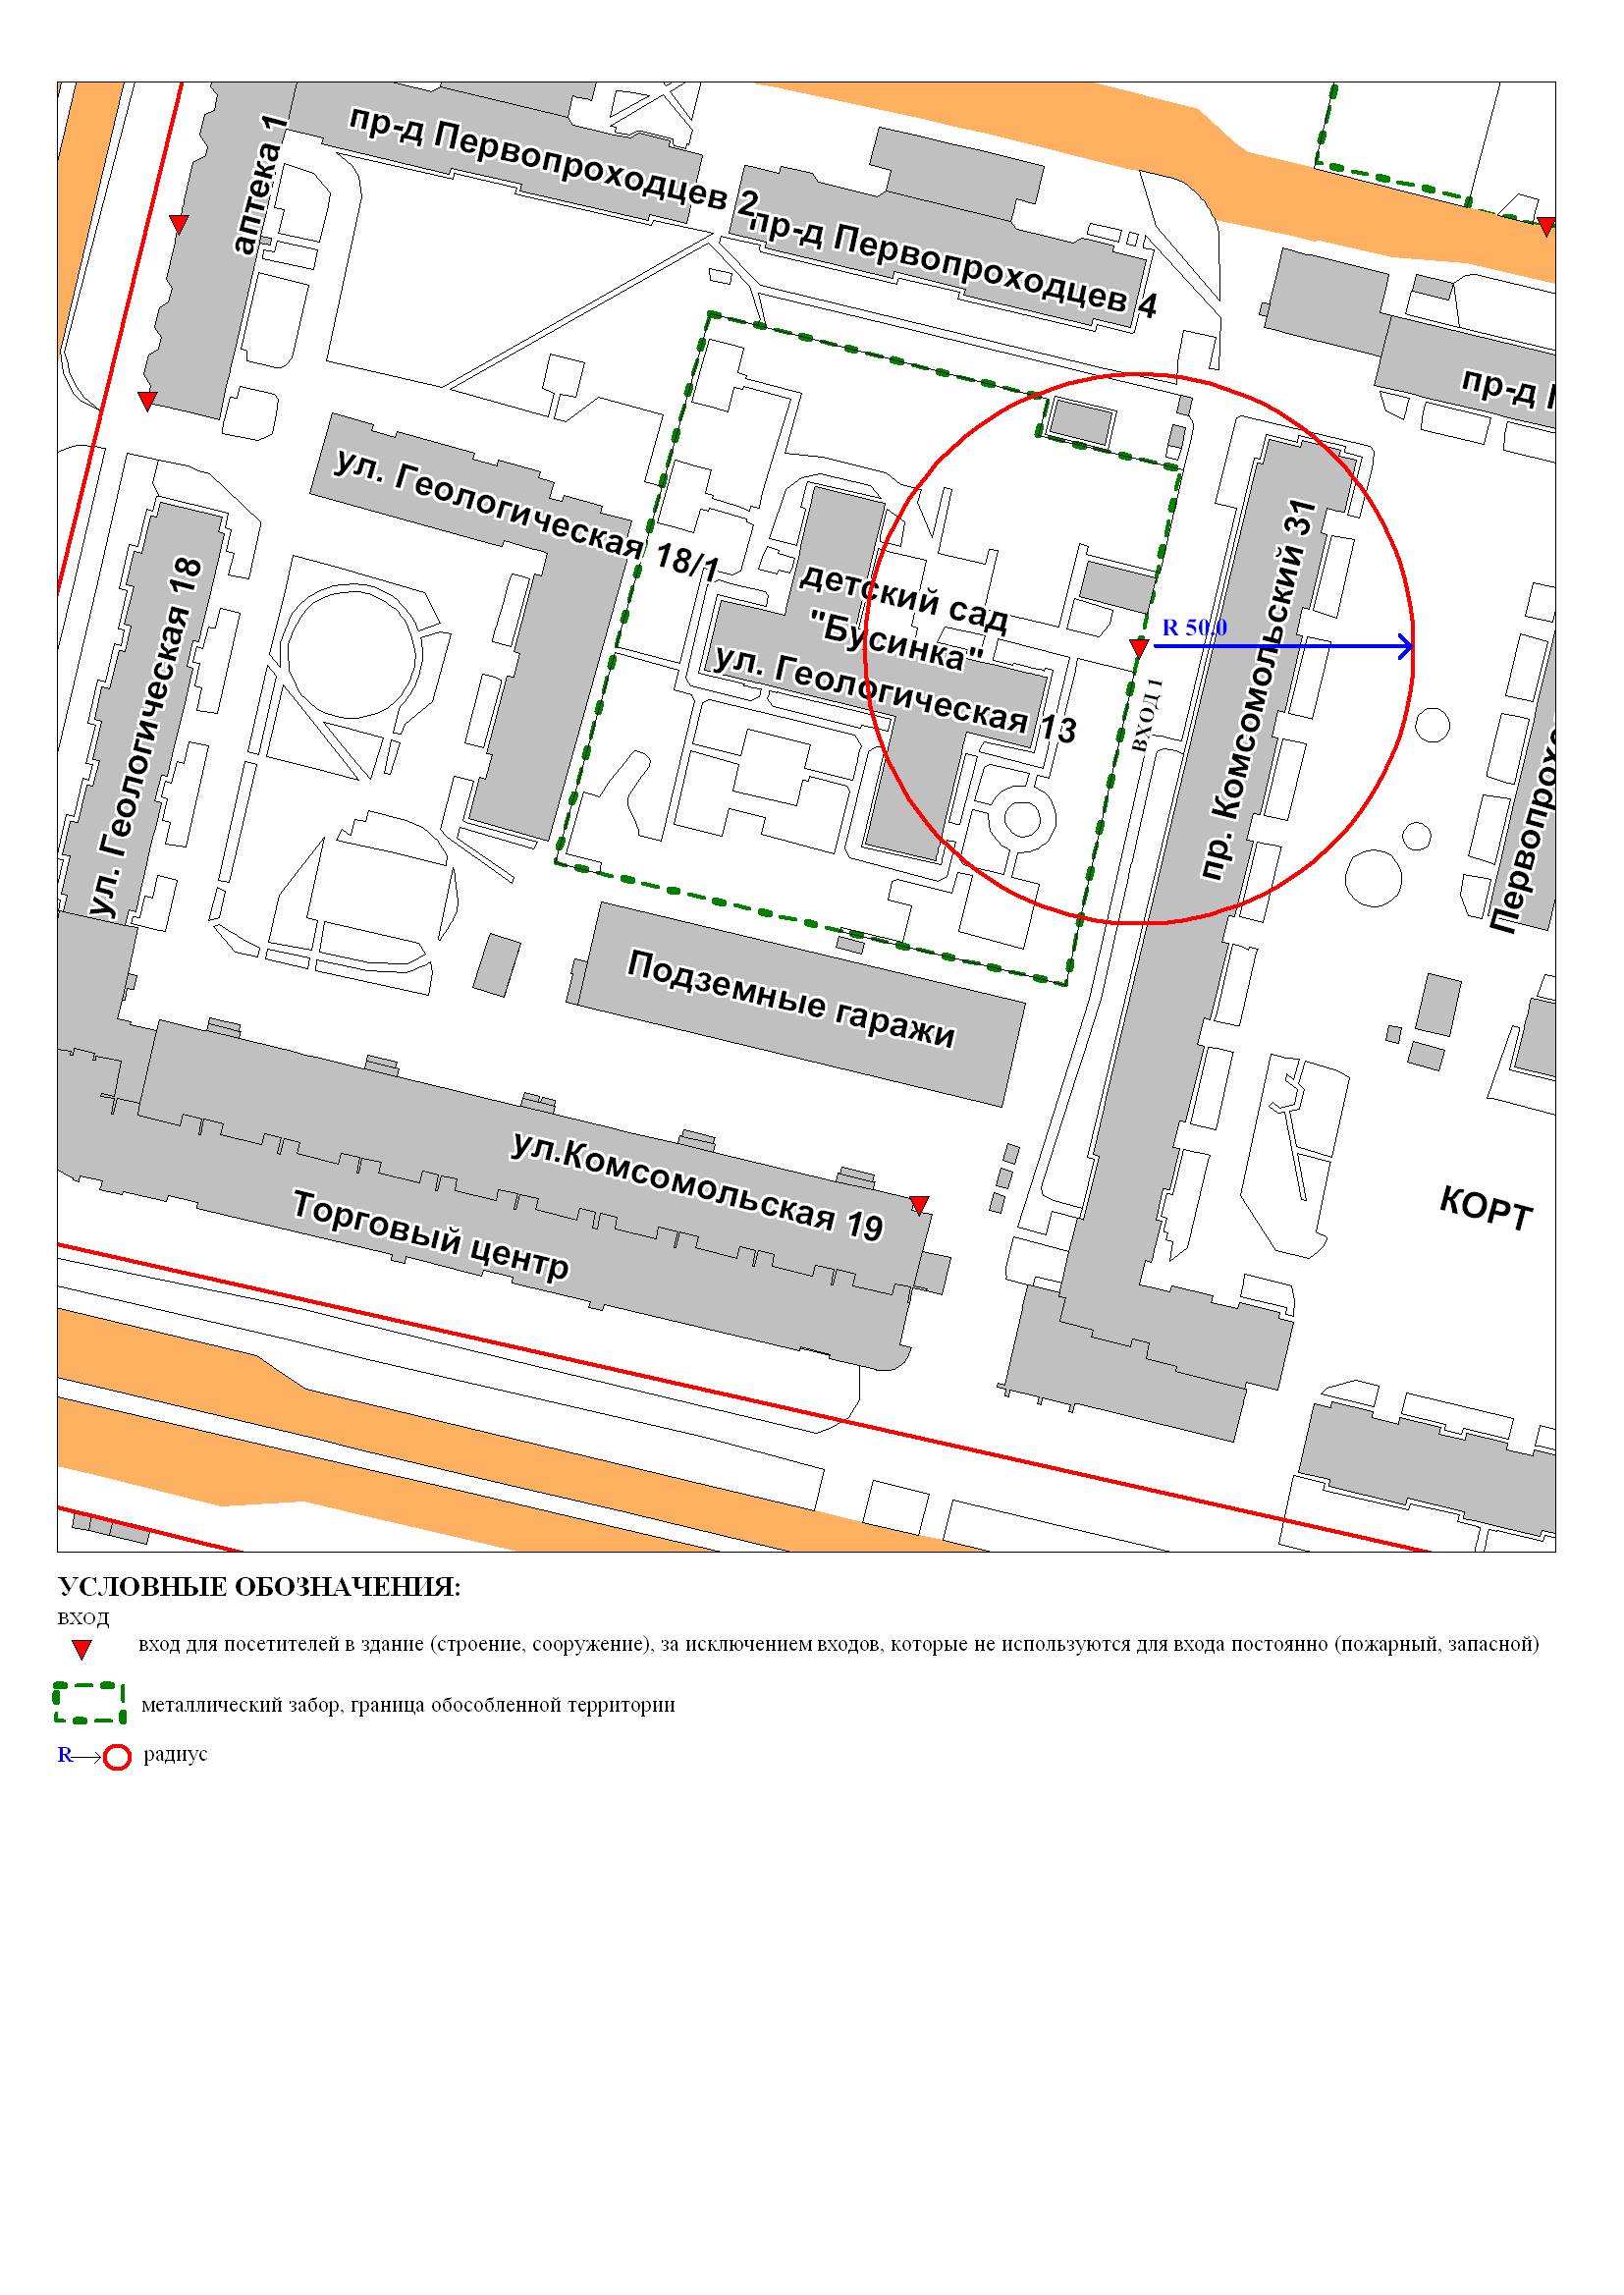 аптека 1
пр-д Первопроходцев 2
пр-д Первопроходцев 4
ул. Геологическая 18/1
ул. Геологическая 18
детский сад
"Бусинка"
ул. Геологическая 13
R 50.0
ВХОД 1
пр. Комсомольский 31
Подземные гаражи
ул.Комсомольская 19
Торговый центр
КОРТ
УСЛОВНЫЕ ОБОЗНАЧЕНИЯ:
ВХОД
вход для посетителей в здание (строение, сооружение), за исключением входов, которые не используются для входа постоянно (пожарный, запасной)
металлический забор, граница обособленной территории
R
радиус